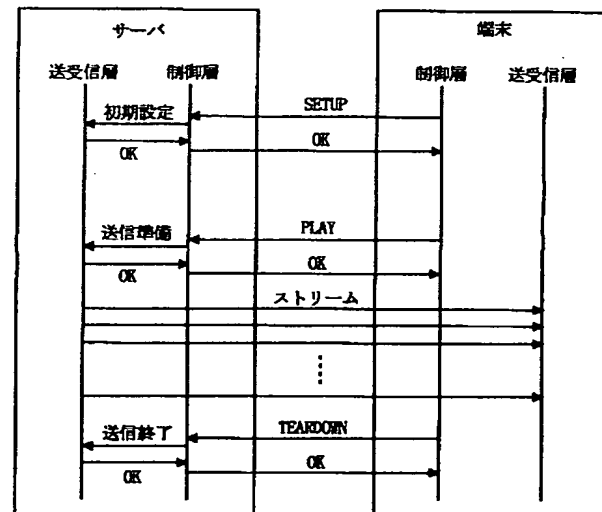 サーバ 端末
送受信層 制御層 制御層 送受信層
初期設定 SETUP
OK OK
送信準備 PLAY
OK OK
ストリーム
送信終了 TEARDOWN
OK OK